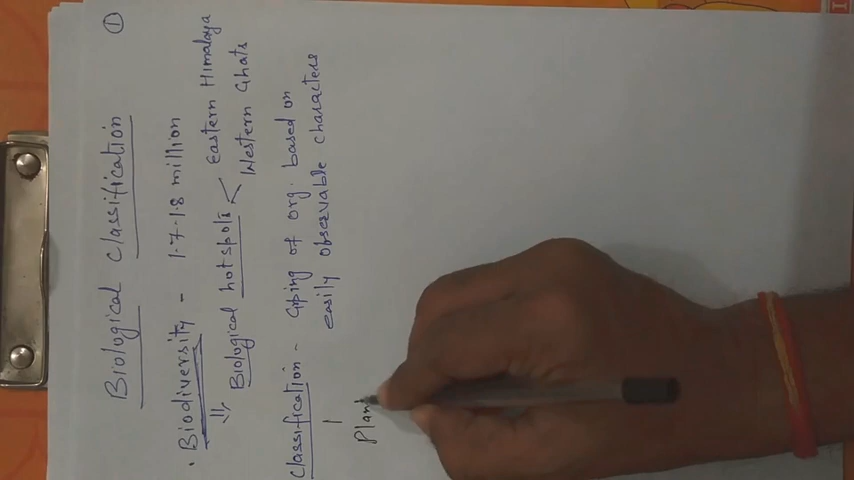 ①
Biological Classification
• Biodiversity - 1.7-1.8 million
⇓ Biological hotspots < Eastern Himalaya
Western Ghats
Classification - Grping of org. based on
easily observable characters
Plant